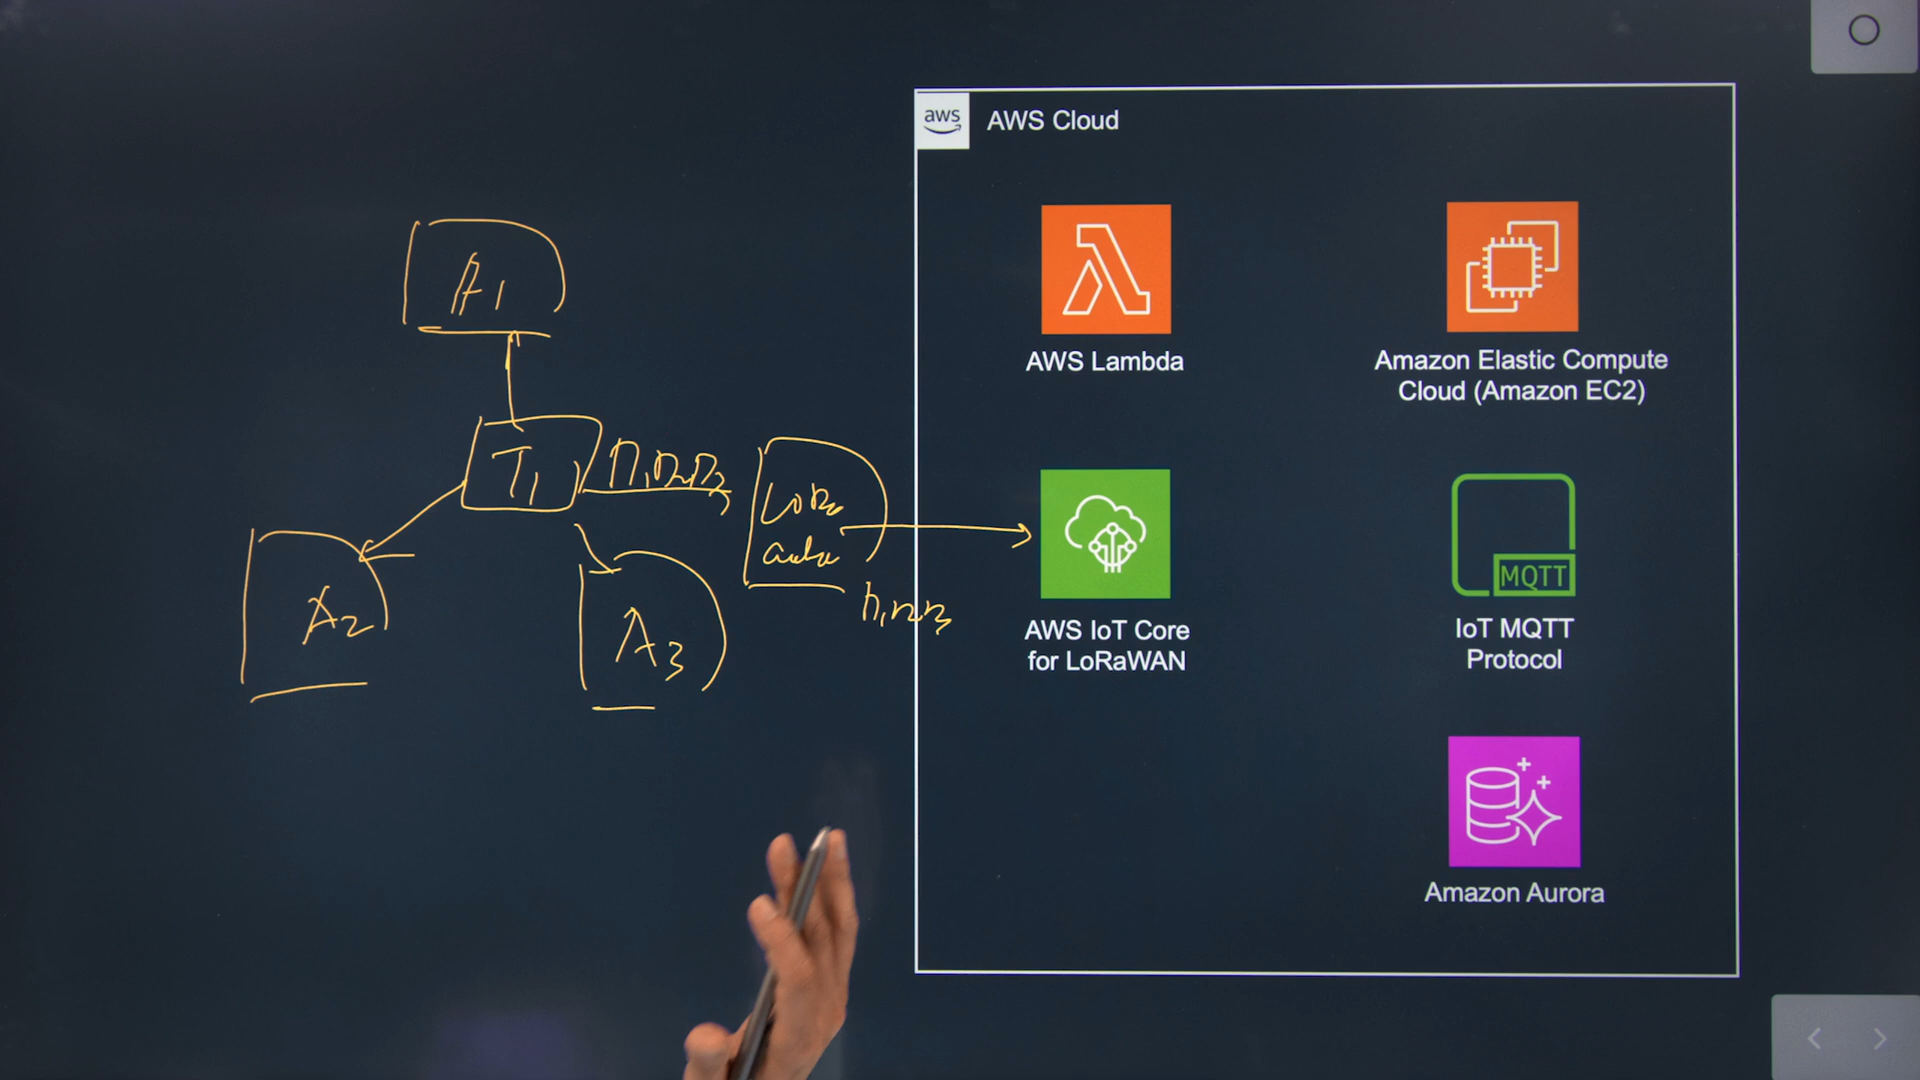 aws
AWS Cloud
A1
T1
A2
A3
AWS Lambda
Amazon Elastic Compute
Cloud (Amazon EC2)
AWS IoT Core
for LoRaWAN
MQTT
IoT MQTT
Protocol
Amazon Aurora